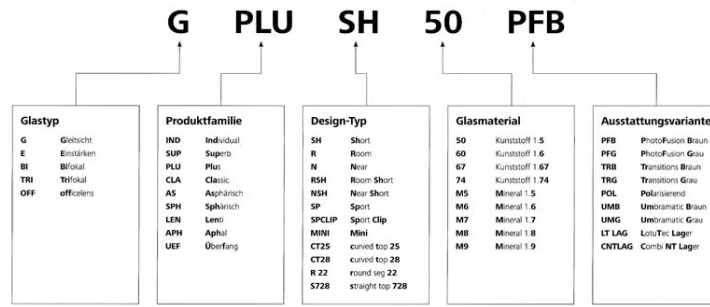 G PLU SH 50 PFB
Glastyp
G Gleitsicht
E Einstärken
BI Bifokal
TRI Trifokal
OFF officelens
Produktfamilie
IND Individual
SUP Superb
PLU Plus
CLA Classic
AS Asphärisch
SPH Sphärisch
LEN Lenti
APH Aphal
UEF Überfang
Design-Typ
SH Short
R Room
N Near
RSH Room Short
NSH Near Short
SP Sport
SPCLIP Sport Clip
MINI Mini
CT25 curved top 25
CT28 curved top 28
R 22 round seg 22
S728 straight top 728
Glasmaterial
50 Kunststoff 1.5
60 Kunststoff 1.6
67 Kunststoff 1.67
74 Kunststoff 1.74
M5 Mineral 1.5
M6 Mineral 1.6
M7 Mineral 1.7
M8 Mineral 1.8
M9 Mineral 1.9
Ausstattungsvariante
PFB PhotoFusion Braun
PFG PhotoFusion Grau
TRB Transitions Braun
TRG Transitions Grau
POL Polarisierend
UMB Umbramatic Braun
UMG Umbramatic Grau
LT LAG LotuTec Lager
CNTLAG Combi NT Lager